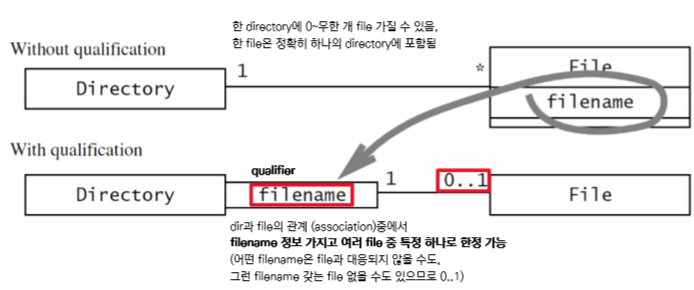 한 directory에 0~무한 개 file 가질 수 있음,
한 file은 정확히 하나의 directory에 포함됨
Without qualification
Directory
1
*
File
filename
With qualification
qualifier
Directory
filename
1
0..1
File
dir과 file의 관계 (association)중에서
filename 정보 가지고 여러 file 중 특정 하나로 한정 가능
(어떤 filename은 file과 대응되지 않을 수도,
그런 filename 갖는 file 없을 수도 있으므로 0..1)